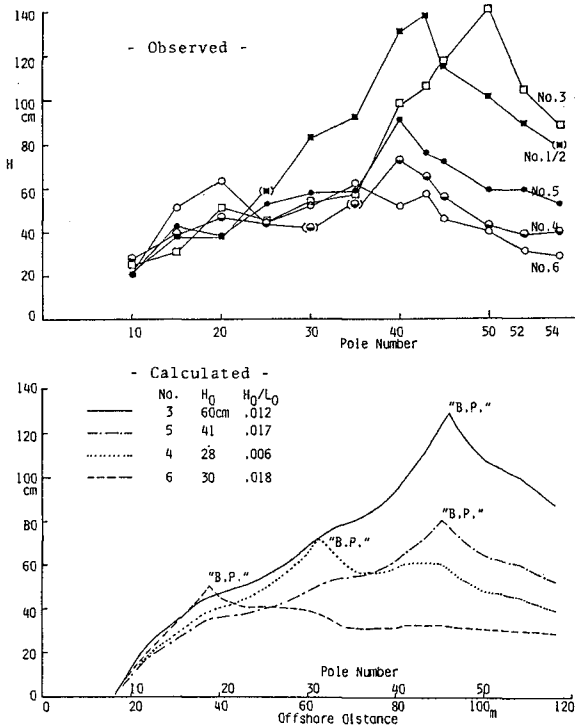 140
- Observed -
120
100
cm
80
H
60
40
20
0
No.3
No.1/2
No.5
No.4
No.6
10 20 30 40 50 52 54
Pole Number
- Calculated -
No. H0 H0/L0
3 60cm .012
5 41 .017
4 28 .006
6 30 .018
140
120
100
cm
80
60
40
20
0
"B.P."
"B.P."
"B.P."
"B.P."
Pole Number
10 20 30 40 50
0 20 40 60 80 100 m 120
Offshore Distance